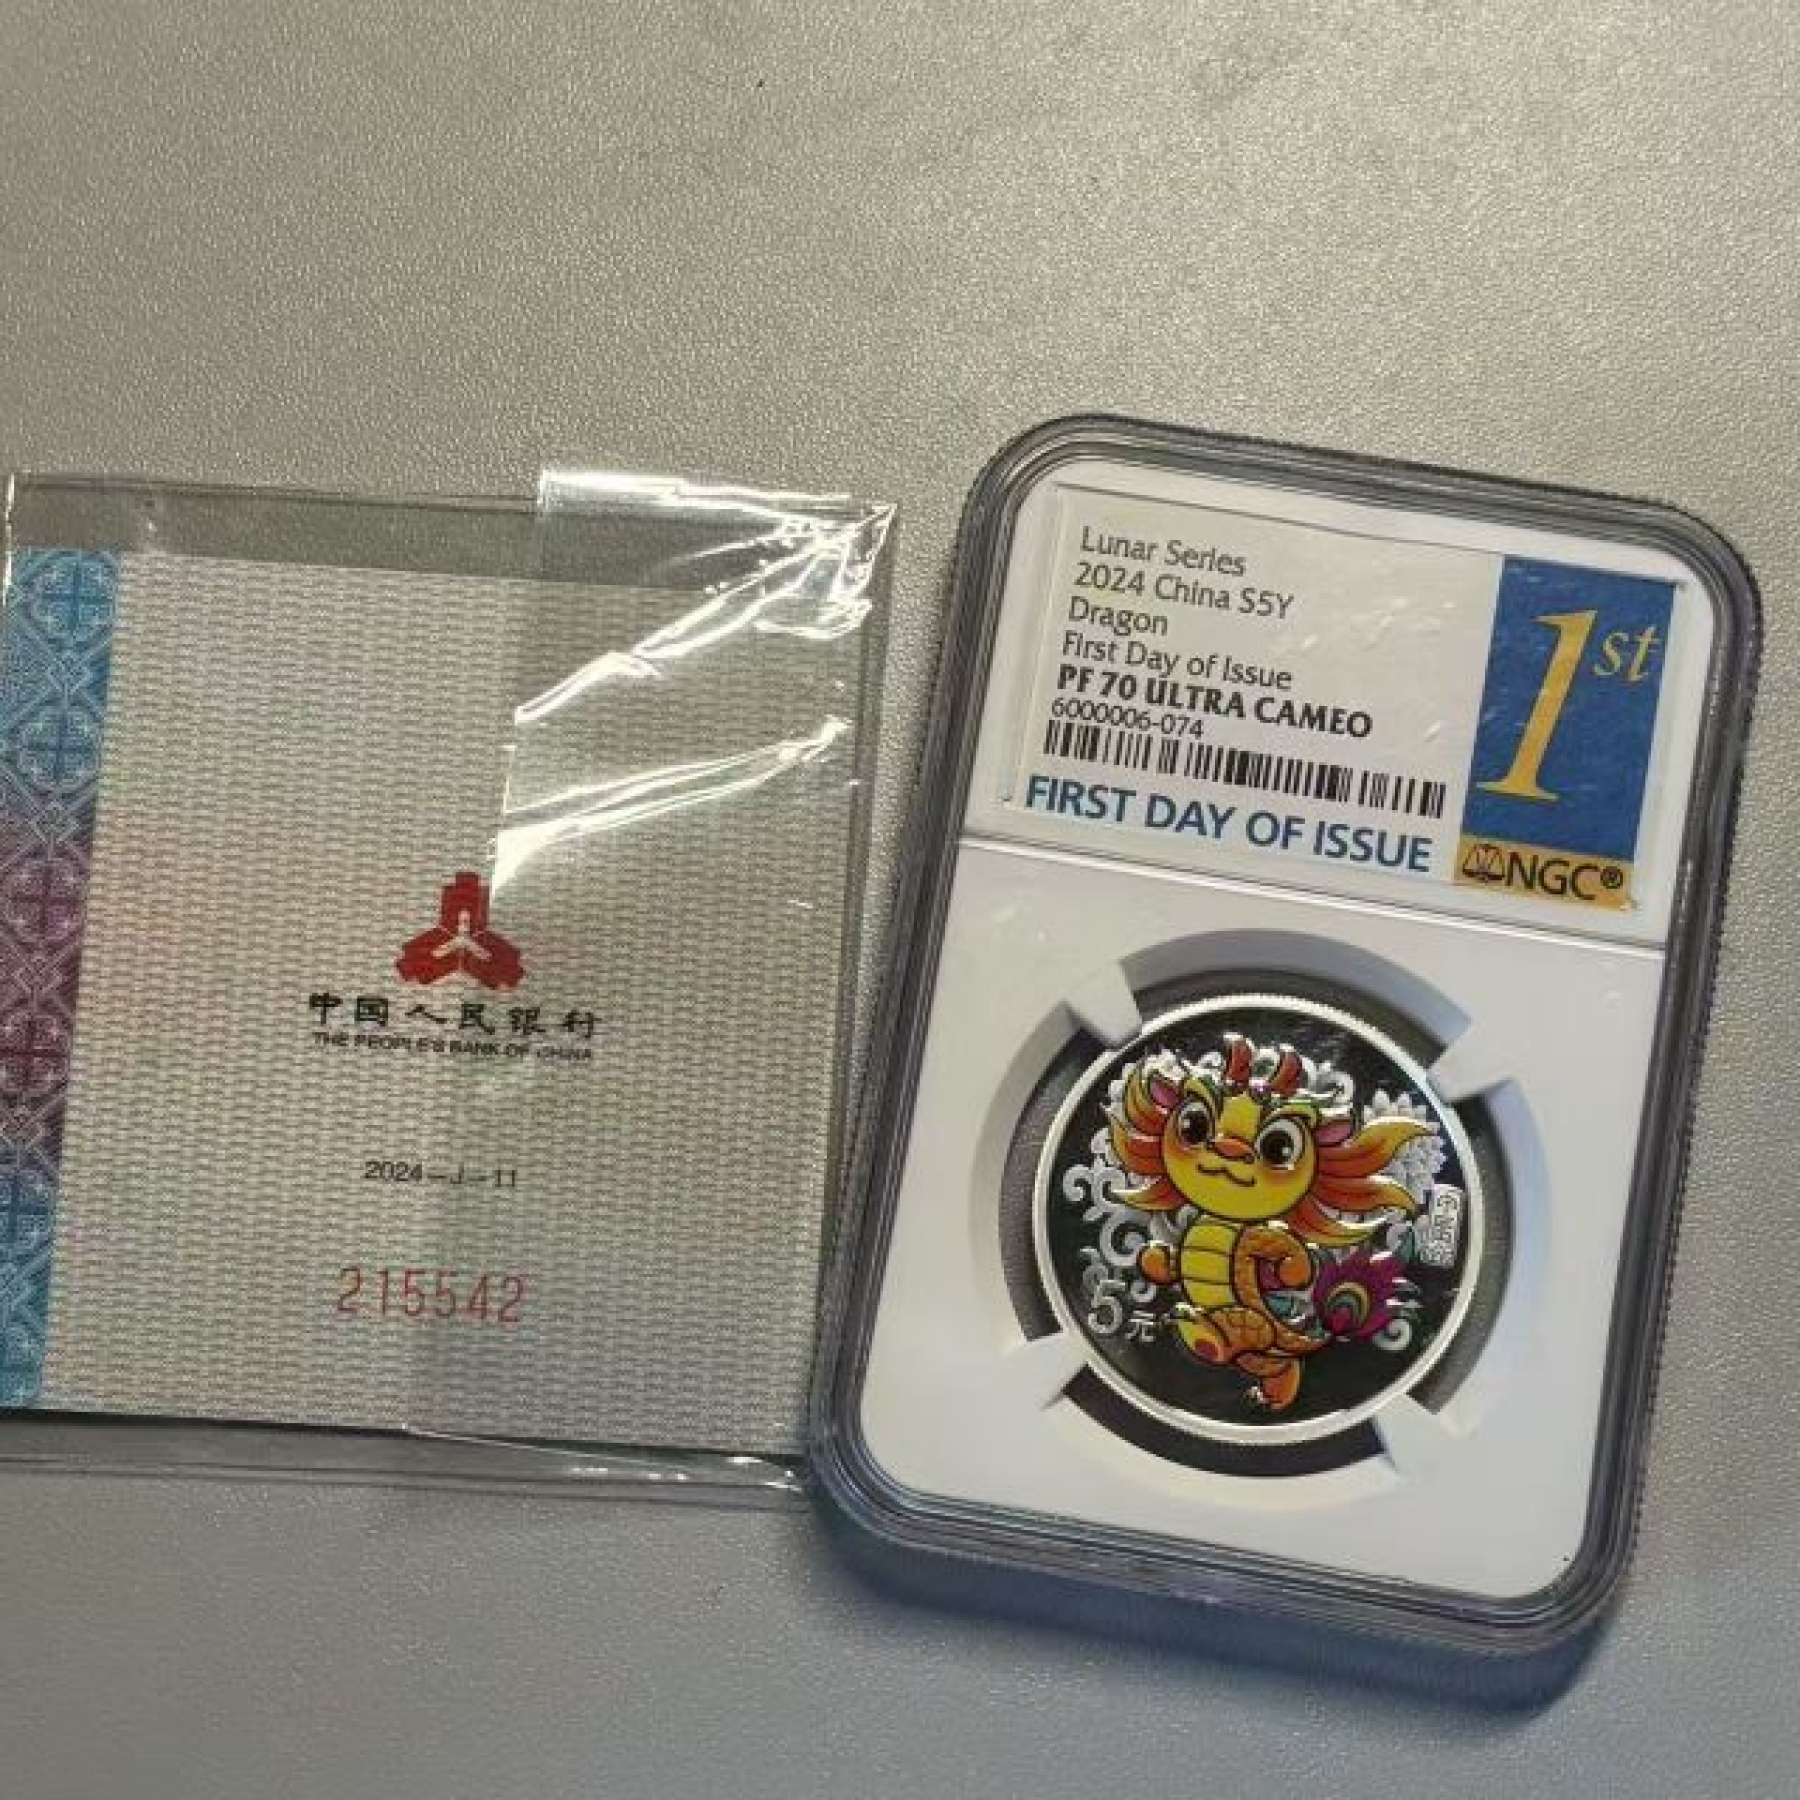 中国人民银行
THE PEOPLE'S BANK OF CHINA
2024-J-11
215542
Lunar Series
2024 China S5Y
Dragon
First Day of Issue
PF 70 ULTRA CAMEO
6000006-074
FIRST DAY OF ISSUE
1st
NGC®
5元